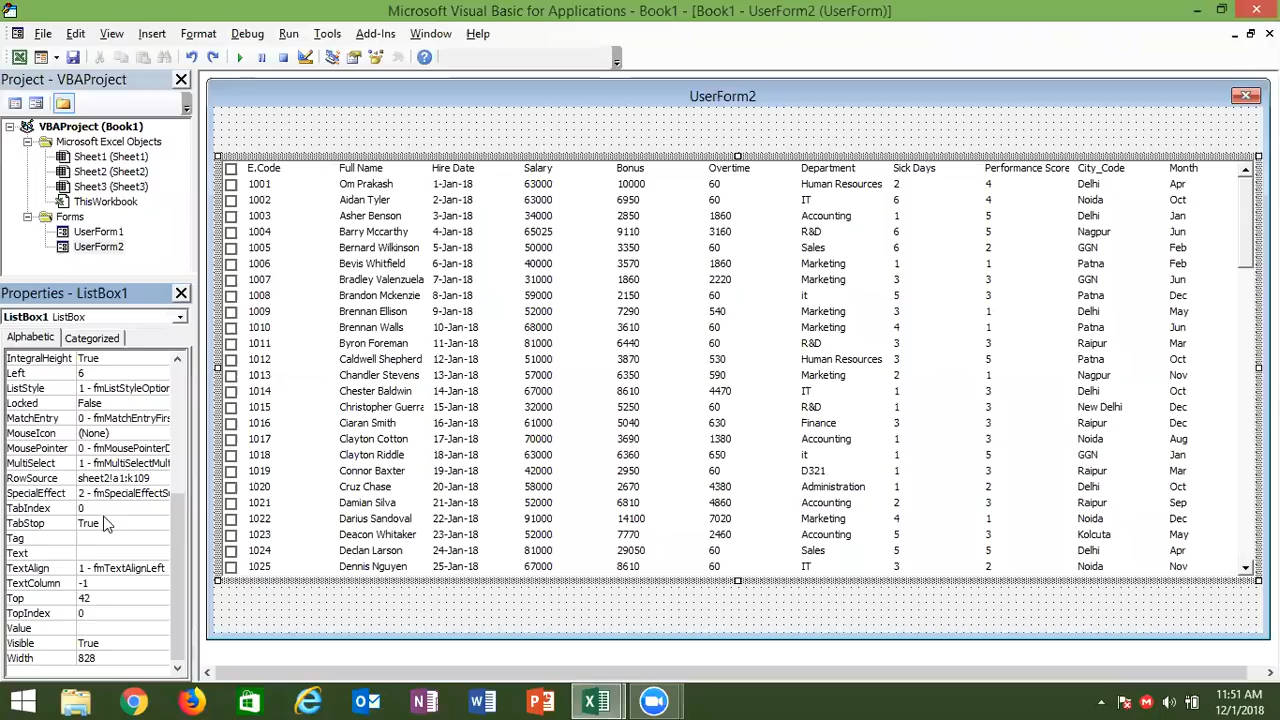 Microsoft Visual Basic for Applications - Book1 - [Book1 - UserForm2 (UserForm)]
File Edit View Insert Format Debug Run Tools Add-Ins Window Help
Project - VBAProject
VBAProject (Book1)
Microsoft Excel Objects
Sheet1 (Sheet1)
Sheet2 (Sheet2)
Sheet3 (Sheet3)
ThisWorkbook
Forms
UserForm1
UserForm2
Properties - ListBox1
ListBox1 ListBox
Alphabetic Categorized
IntegralHeight True
Left 6
ListStyle 1 - fmListStyleOption
Locked False
MatchEntry 0 - fmMatchEntryFirs
MouseIcon (None)
MousePointer 0 - fmMousePointerD
MultiSelect 1 - fmMultiSelectMult
RowSource sheet2!a1:k109
SpecialEffect 2 - fmSpecialEffectSu
TabIndex 0
TabStop True
Tag
Text
TextAlign 1 - fmTextAlignLeft
TextColumn -1
Top 42
TopIndex 0
Value
Visible True
Width 828
UserForm2
E.Code Full Name Hire Date Salary Bonus Overtime Department Sick Days Performance Score City_Code Month
1001 Om Prakash 1-Jan-18 63000 10000 60 Human Resources 2 4 Delhi Apr
1002 Aidan Tyler 2-Jan-18 63000 6950 60 IT 6 4 Noida Oct
1003 Asher Benson 3-Jan-18 34000 2850 1860 Accounting 1 5 Delhi Jan
1004 Barry Mccarthy 4-Jan-18 65025 9110 3160 R&D 6 5 Nagpur Jun
1005 Bernard Wilkinson 5-Jan-18 50000 3350 60 Sales 6 2 GGN Feb
1006 Bevis Whitfield 6-Jan-18 40000 3570 1860 Marketing 1 1 Patna Feb
1007 Bradley Valenzuela 7-Jan-18 31000 1860 2220 Marketing 3 3 GGN Jun
1008 Brandon Mckenzie 8-Jan-18 59000 2150 60 it 5 3 Patna Dec
1009 Brennan Ellison 9-Jan-18 52000 7290 540 Marketing 3 3 Delhi May
1010 Brennan Walls 10-Jan-18 68000 3610 60 Marketing 4 1 Patna Jun
1011 Byron Foreman 11-Jan-18 81000 6440 60 R&D 3 3 Raipur Mar
1012 Caldwell Shepherd 12-Jan-18 51000 3870 530 Human Resources 3 5 Patna Oct
1013 Chandler Stevens 13-Jan-18 57000 6350 590 Marketing 2 1 Nagpur Nov
1014 Chester Baldwin 14-Jan-18 67000 8610 4470 IT 1 3 Delhi Oct
1015 Christopher Guerra 15-Jan-18 32000 5250 60 R&D 1 3 New Delhi Dec
1016 Ciaran Smith 16-Jan-18 61000 5040 630 Finance 3 3 Raipur Dec
1017 Clayton Cotton 17-Jan-18 70000 3690 1380 Accounting 1 3 Noida Aug
1018 Clayton Riddle 18-Jan-18 63000 6360 650 it 1 5 GGN Jan
1019 Connor Baxter 19-Jan-18 42000 2950 60 D321 1 3 Raipur Mar
1020 Cruz Chase 20-Jan-18 58000 2670 4380 Administration 1 2 Delhi Oct
1021 Damian Silva 21-Jan-18 52000 6810 4860 Accounting 2 3 Raipur Sep
1022 Darius Sandoval 22-Jan-18 91000 14100 7020 Marketing 4 1 Noida Dec
1023 Deacon Whitaker 23-Jan-18 52000 7770 2460 Accounting 5 3 Kolcuta May
1024 Declan Larson 24-Jan-18 81000 29050 60 Sales 5 5 Delhi Apr
1025 Dennis Nguyen 25-Jan-18 67000 8610 60 IT 3 2 Noida Nov
11:51 AM
12/1/2018